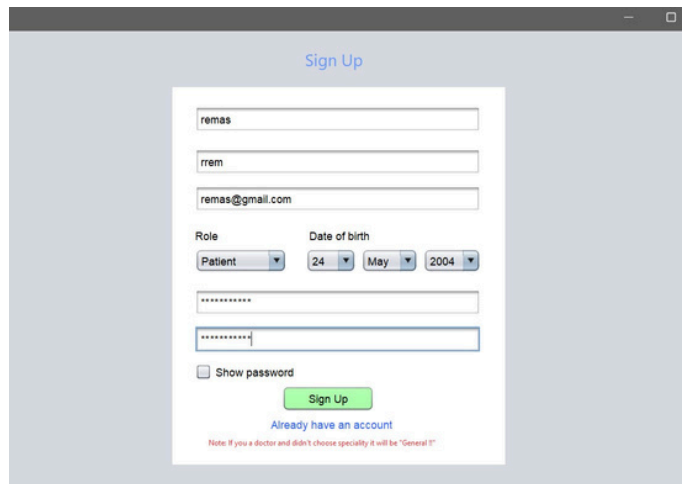 Sign Up
remas
rrem
remas@gmail.com
Role Date of birth
Patient 24 May 2004
***********
***********
Show password
Sign Up
Already have an account
Note: If you a doctor and didn't choose speciality it will be "General !!"